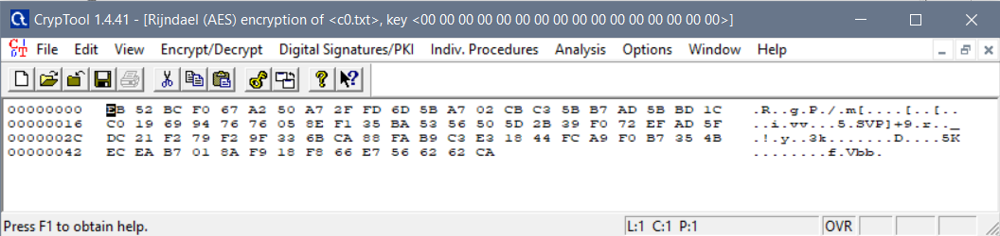 CrypTool 1.4.41 - [Rijndael (AES) encryption of <c0.txt>, key <00 00 00 00 00 00 00 00 00 00 00 00 00 00 00 00>]
File Edit View Encrypt/Decrypt Digital Signatures/PKI Indiv. Procedures Analysis Options Window Help
00000000 EB 52 BC F0 67 A2 50 A7 2F FD 6D 5B A7 02 CB C3 5B B7 AD 5B BD 1C .R..g.P./.m[....[..[..
00000016 C0 19 69 94 76 76 05 8E F1 35 BA 53 56 50 5D 2B 39 F0 72 EF AD 5F ..i.vv...5.SVP]+9.r.._
0000002C DC 21 F2 79 F2 9F 33 6B CA 88 FA B9 C3 E3 18 44 FC A9 F0 B7 35 4B .!.y..3k.......D....5K
00000042 EC EA B7 01 8A F9 18 F8 66 E7 56 62 62 CA ........f.Vbb.
Press F1 to obtain help. L:1 C:1 P:1 OVR